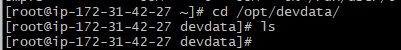 [root@ip-172-31-42-27 ~]# cd /opt/devdata/
[root@ip-172-31-42-27 devdata]# ls
[root@ip-172-31-42-27 devdata]#